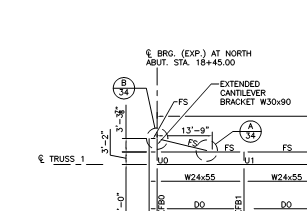 ℄ BRG. (EXP.) AT NORTH
ABUT. STA. 18+45.00
B
34
EXTENDED
CANTILEVER
BRACKET W30x90
FS
3'-3⅞"
13'-9"
A
34
3'-2"
FS
FS
FS
℄ TRUSS 1
U0
U1
W24x55
W24x55
FB0
DO
FB1
DO